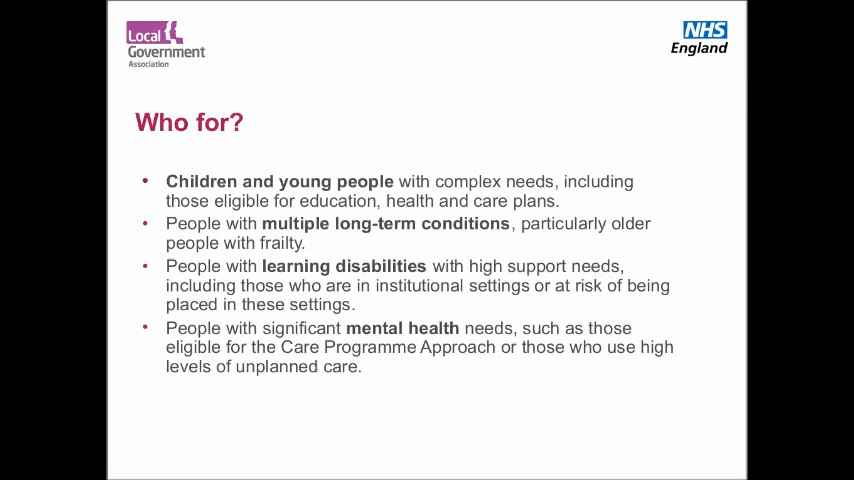 Local
Government
Association
NHS
England
Who for?
• Children and young people with complex needs, including
those eligible for education, health and care plans.
• People with multiple long-term conditions, particularly older
people with frailty.
• People with learning disabilities with high support needs,
including those who are in institutional settings or at risk of being
placed in these settings.
• People with significant mental health needs, such as those
eligible for the Care Programme Approach or those who use high
levels of unplanned care.